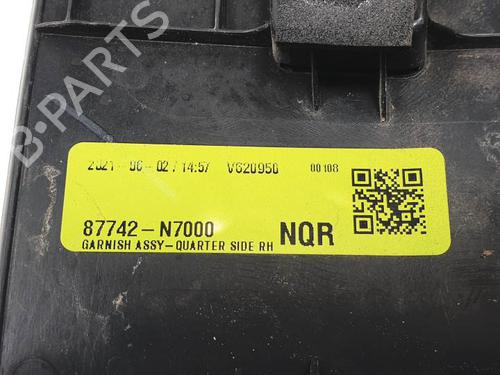 2021-06-02 / 14:57 V620950 00108
87742-N7000 NQR
GARNISH ASSY-QUARTER SIDE RH
B-PARTS